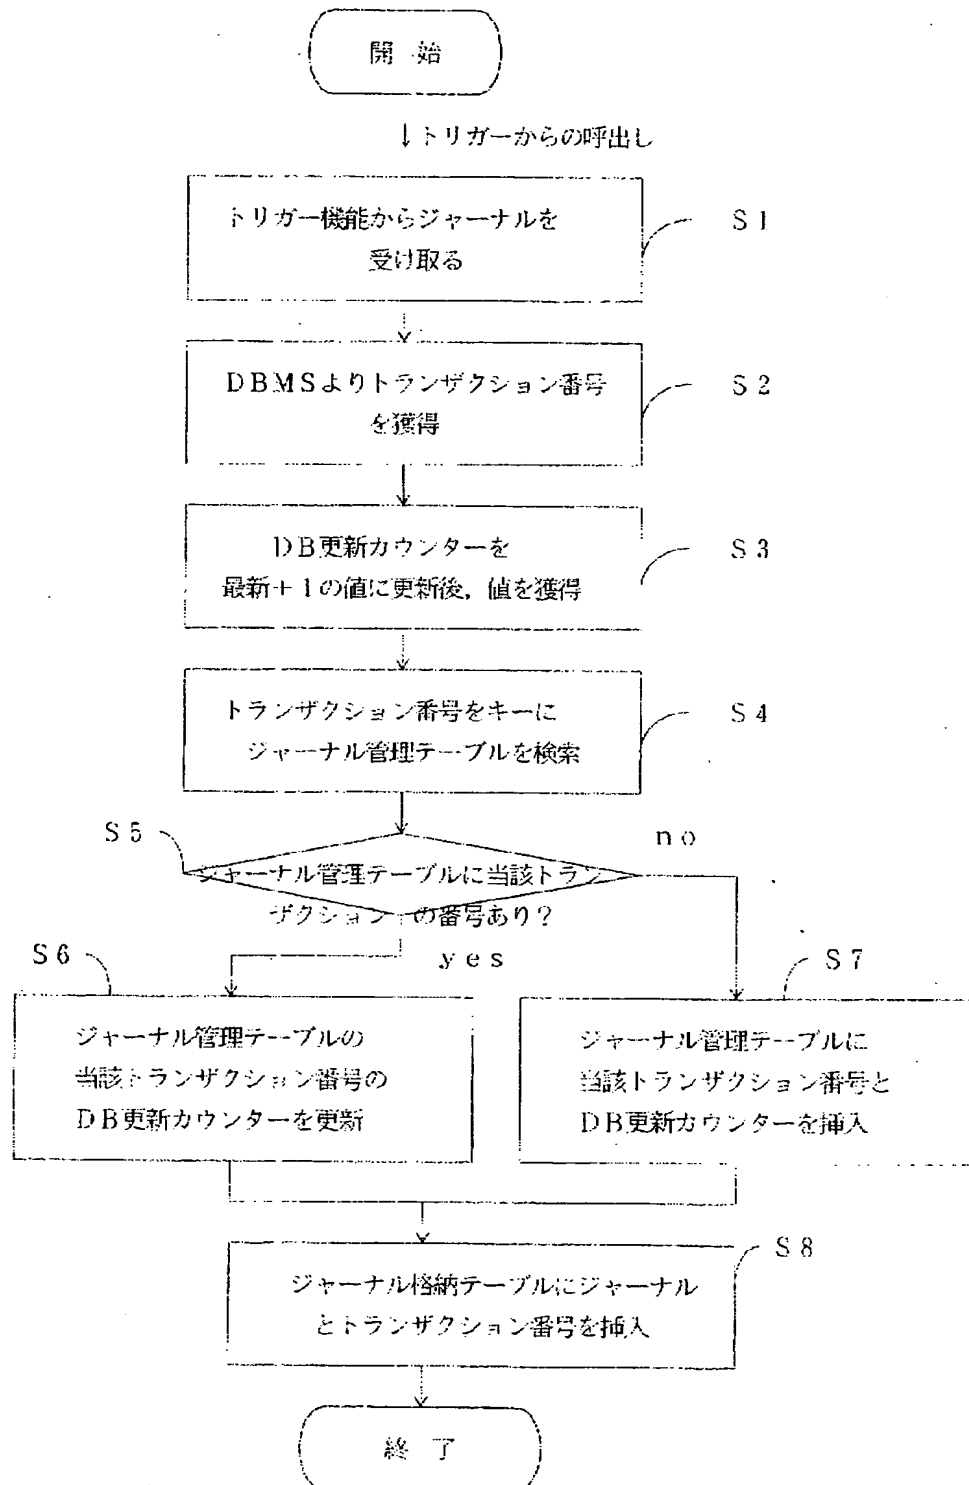 開 始
↓トリガーからの呼出し
トリガー機能からジャーナルを
受け取る
S1
DBMSよりトランザクション番号
を獲得
S2
DB更新カウンターを
最新+1の値に更新後,値を獲得
S3
トランザクション番号をキーに
ジャーナル管理テーブルを検索
S4
S5
no
ジャーナル管理テーブルに当該トラン
ザクションの番号あり?
yes
S6
ジャーナル管理テーブルの
当該トランザクション番号の
DB更新カウンターを更新
S7
ジャーナル管理テーブルに
当該トランザクション番号と
DB更新カウンターを挿入
S8
ジャーナル格納テーブルにジャーナル
とトランザクション番号を挿入
終 了